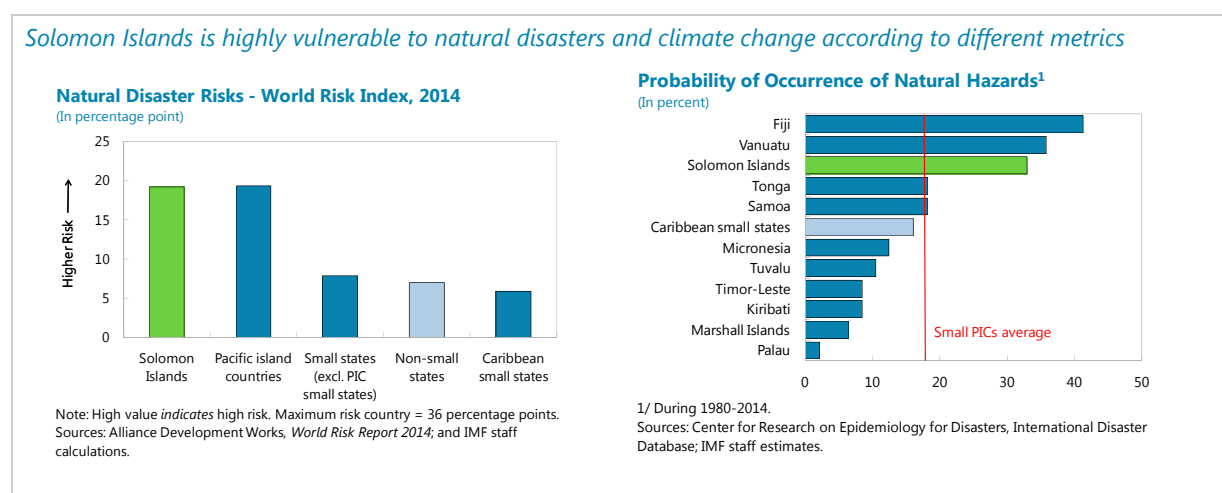 Solomon Islands is highly vulnerable to natural disasters and climate change according to different metrics
Natural Disaster Risks - World Risk Index, 2014
(In percentage point)
Higher Risk
25
20
15
10
5
0
Solomon
Islands
Pacific island
countries
Small states
(excl. PIC
small states)
Non-small
states
Caribbean
small states
Note: High value indicates high risk. Maximum risk country = 36 percentage points.
Sources: Alliance Development Works, World Risk Report 2014; and IMF staff
calculations.
Probability of Occurrence of Natural Hazards¹
(In percent)
Fiji
Vanuatu
Solomon Islands
Tonga
Samoa
Caribbean small states
Micronesia
Tuvalu
Timor-Leste
Kiribati
Marshall Islands
Palau
Small PICs average
0 10 20 30 40 50
1/ During 1980-2014.
Sources: Center for Research on Epidemiology for Disasters, International Disaster
Database; IMF staff estimates.